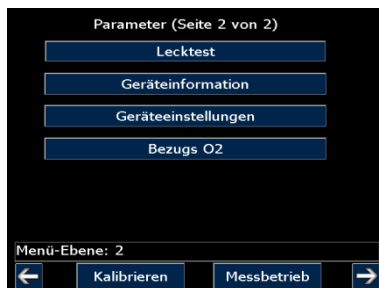 Parameter (Seite 2 von 2)
Lecktest
Geräteinformation
Geräteeinstellungen
Bezugs O2
Menü-Ebene: 2
Kalibrieren Messbetrieb